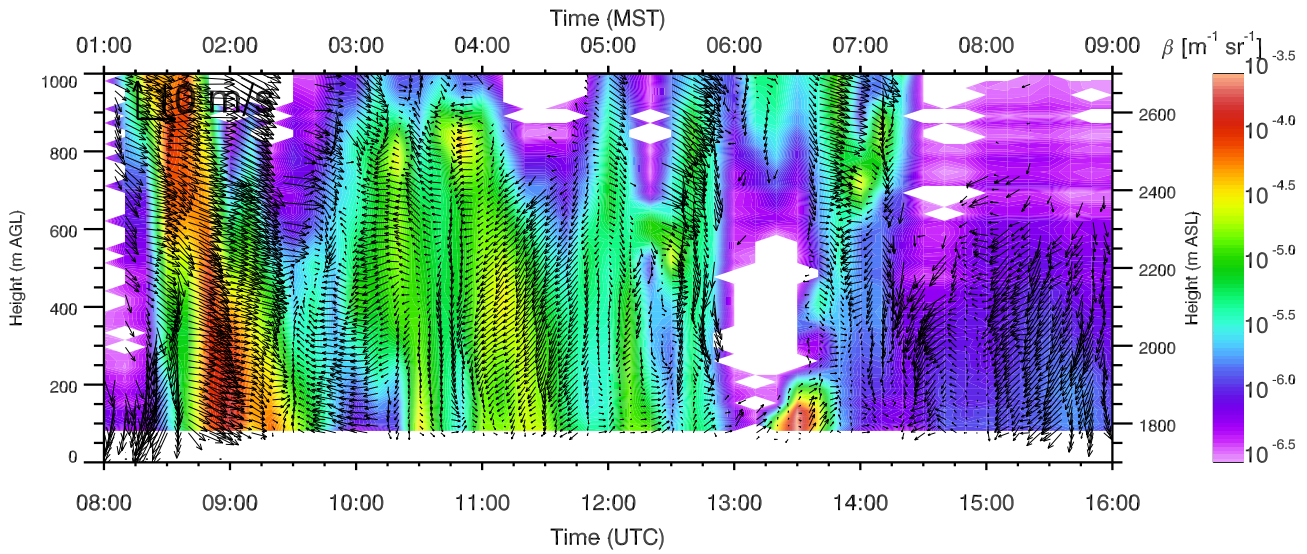 Time (MST)
01:00 02:00 03:00 04:00 05:00 06:00 07:00 08:00 09:00
β [m⁻¹ sr⁻¹]
10 m/s
1000
800
600
400
200
0
Height (m AGL)
2600
2400
2200
2000
1800
Height (m ASL)
10⁻³·⁵
10⁻⁴·⁰
10⁻⁴·⁵
10⁻⁵·⁰
10⁻⁵·⁵
10⁻⁶·⁰
10⁻⁶·⁵
08:00 09:00 10:00 11:00 12:00 13:00 14:00 15:00 16:00
Time (UTC)